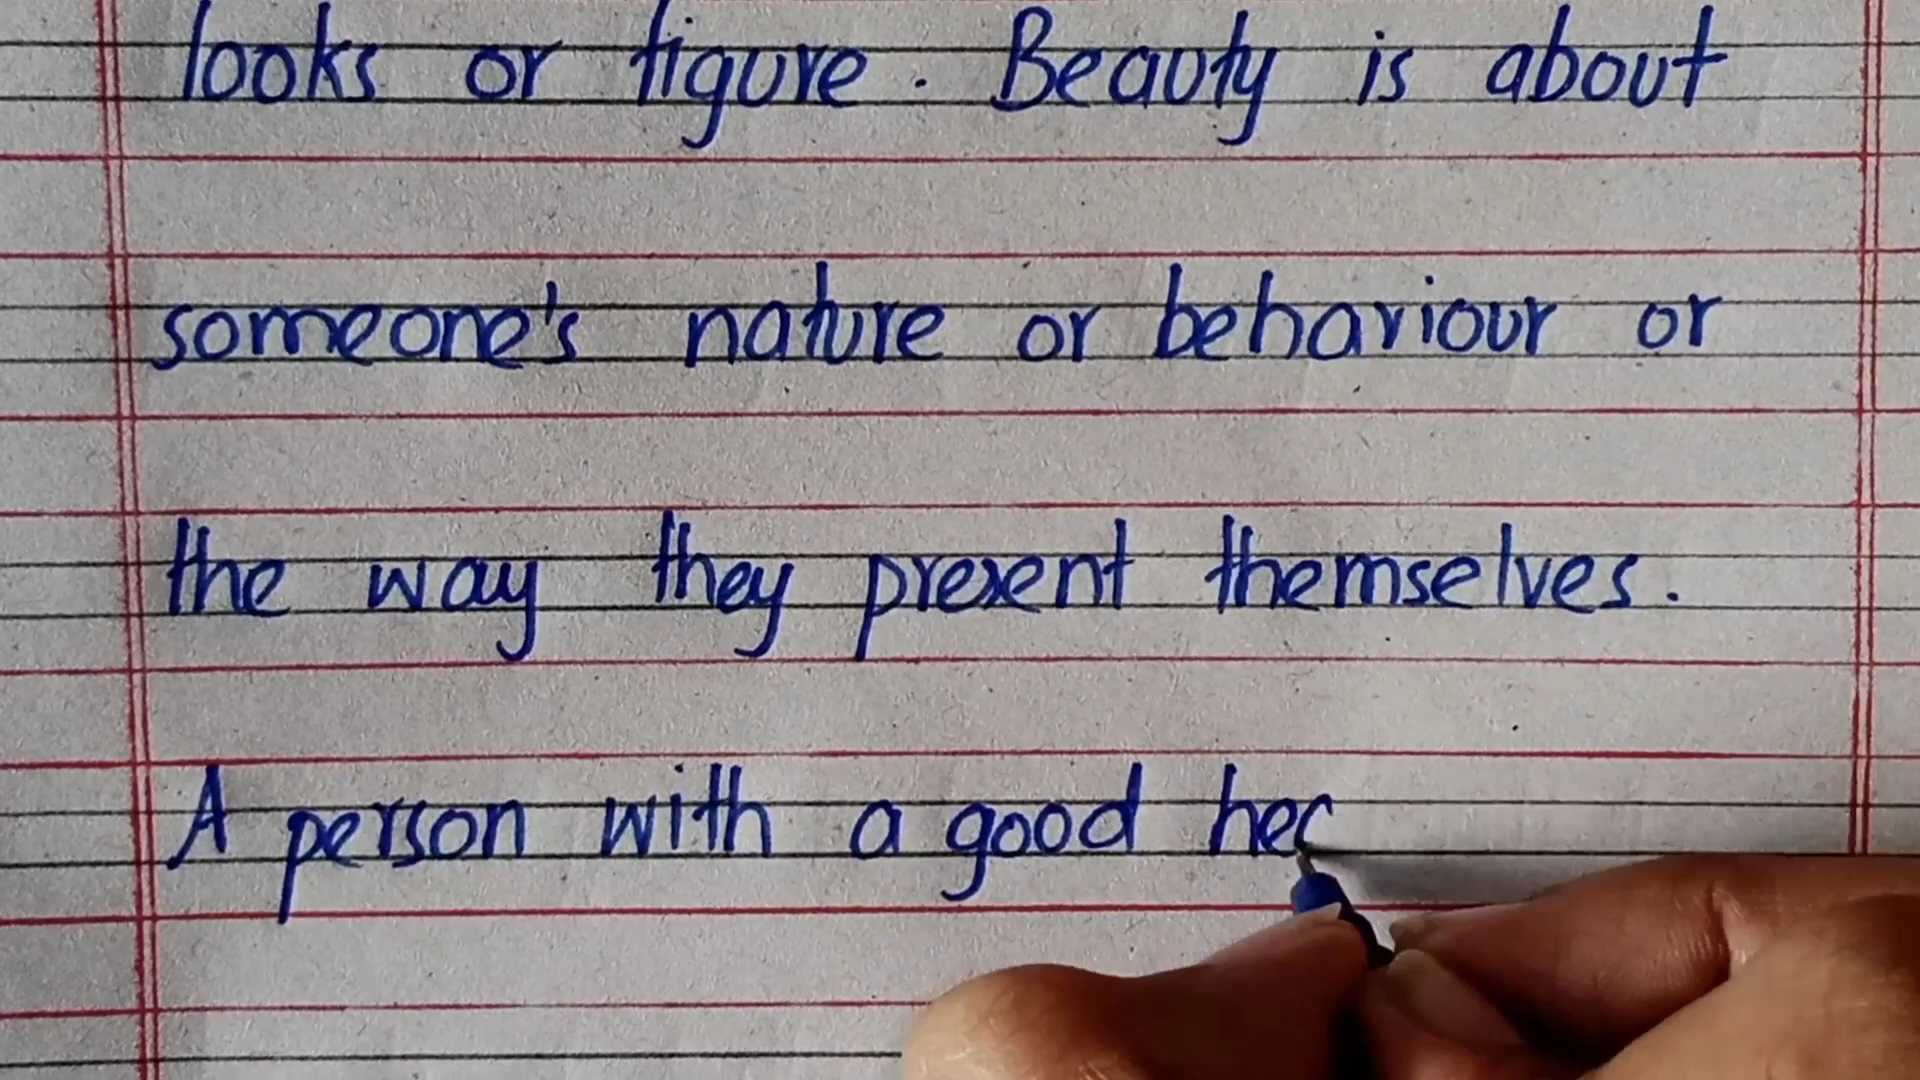 looks or figure. Beauty is about
someone's nature or behaviour or
the way they present themselves.
A person with a good hea